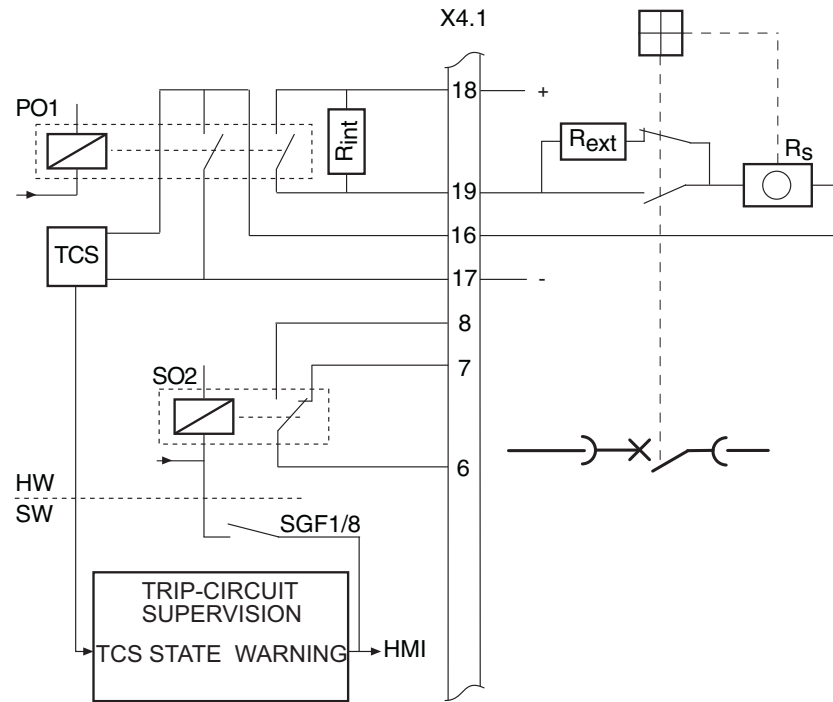 X4.1
18
+
PO1
Rint
Rext
RS
19
16
TCS
17
-
8
7
SO2
6
HW
SW
SGF1/8
TRIP-CIRCUIT
SUPERVISION
TCS STATE WARNING
HMI